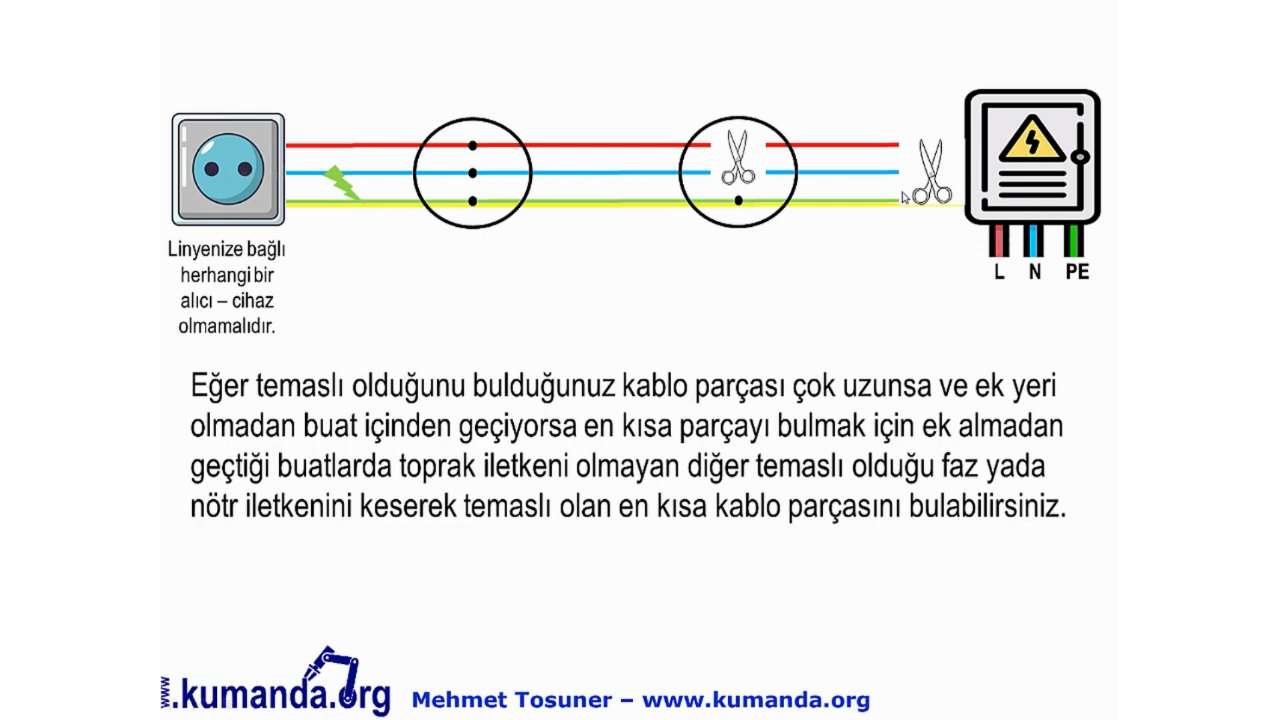 L N PE
Linyenize bağlı
herhangi bir
alıcı – cihaz
olmamalıdır.
Eğer temaslı olduğunu bulduğunuz kablo parçası çok uzunsa ve ek yeri
olmadan buat içinden geçiyorsa en kısa parçayı bulmak için ek almadan
geçtiği buatlarda toprak iletkeni olmayan diğer temaslı olduğu faz yada
nötr iletkenini keserek temaslı olan en kısa kablo parçasını bulabilirsiniz.
www.kumanda.org
Mehmet Tosuner – www.kumanda.org